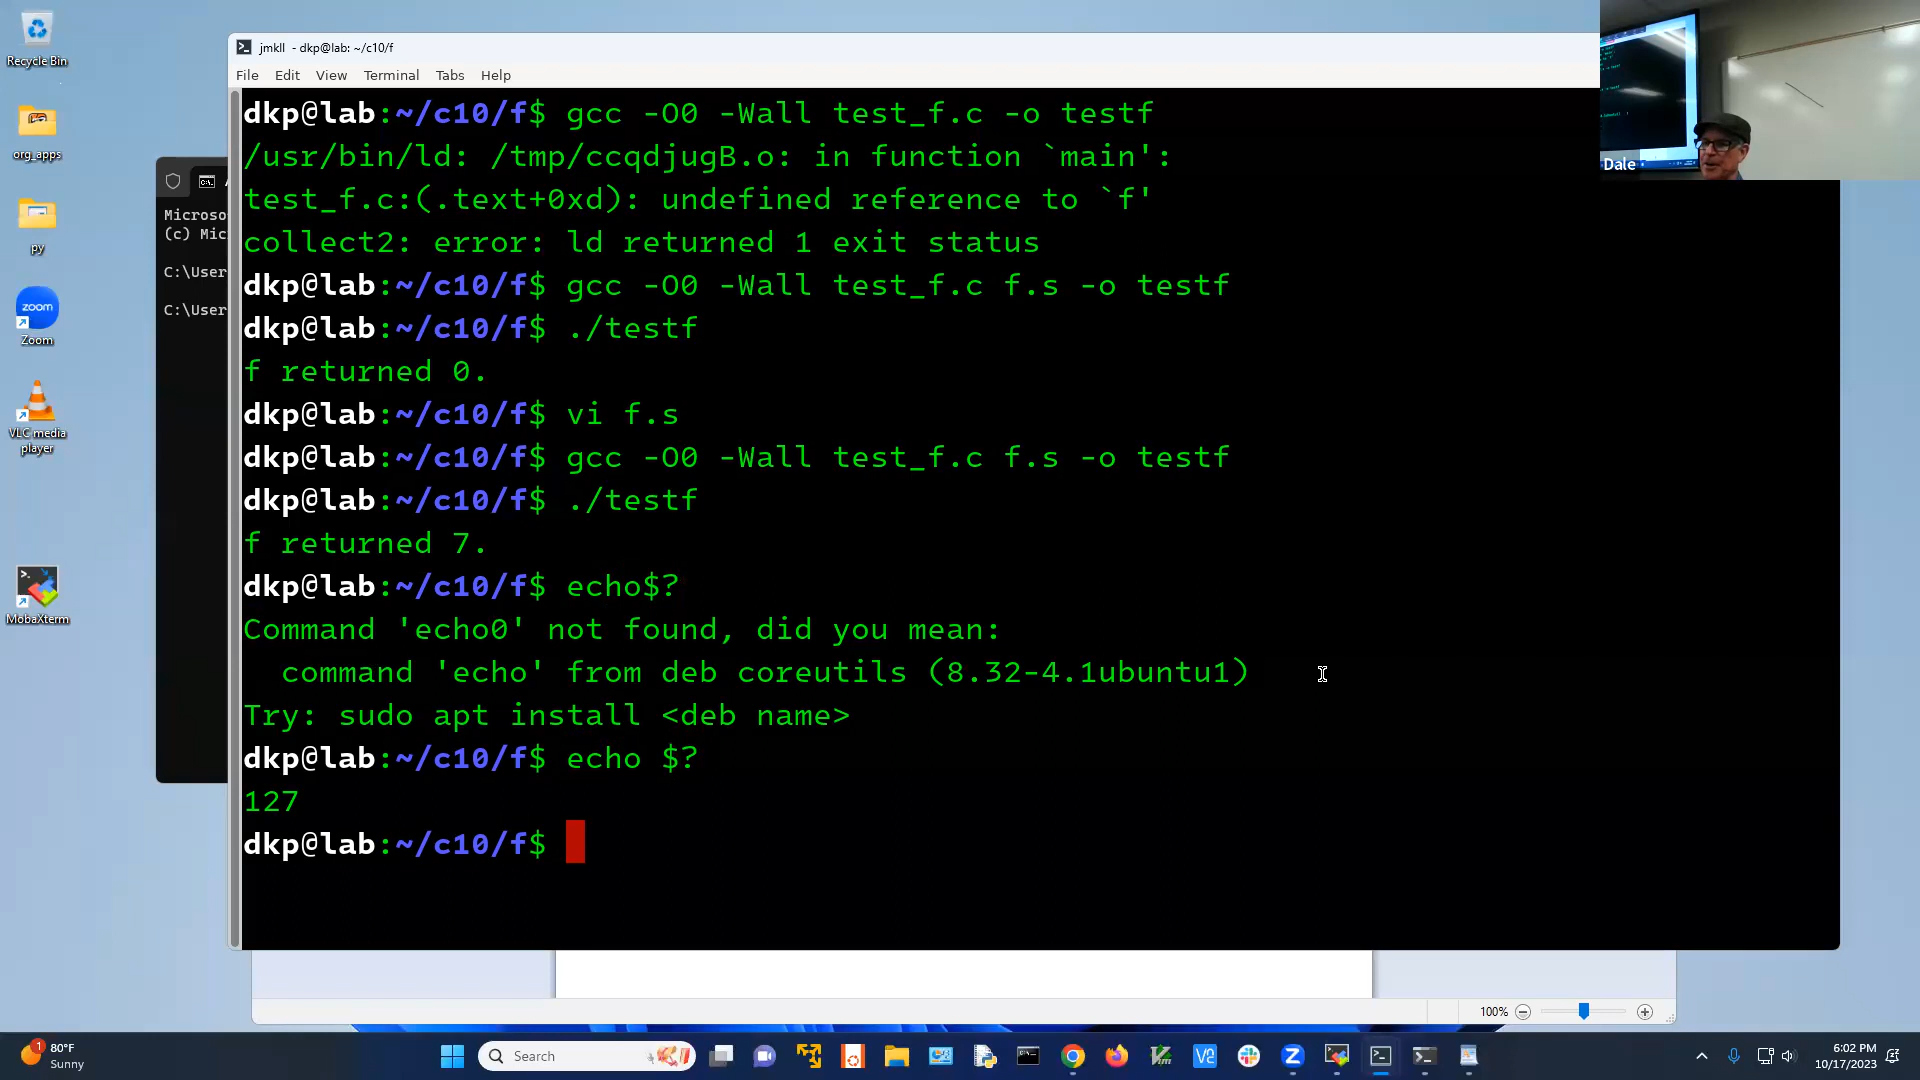 Recycle Bin
org_apps
py
zoom
Zoom
VLC media
player
MobaXterm
Microso
(c) Mic
C:\User
C:\User
jmkll - dkp@lab: ~/c10/f
File Edit View Terminal Tabs Help
dkp@lab:~/c10/f$ gcc -O0 -Wall test_f.c -o testf
/usr/bin/ld: /tmp/ccqdjugB.o: in function `main':
test_f.c:(.text+0xd): undefined reference to `f'
collect2: error: ld returned 1 exit status
dkp@lab:~/c10/f$ gcc -O0 -Wall test_f.c f.s -o testf
dkp@lab:~/c10/f$ ./testf
f returned 0.
dkp@lab:~/c10/f$ vi f.s
dkp@lab:~/c10/f$ gcc -O0 -Wall test_f.c f.s -o testf
dkp@lab:~/c10/f$ ./testf
f returned 7.
dkp@lab:~/c10/f$ echo$?
Command 'echo0' not found, did you mean:
  command 'echo' from deb coreutils (8.32-4.1ubuntu1)
Try: sudo apt install <deb name>
dkp@lab:~/c10/f$ echo $?
127
dkp@lab:~/c10/f$
Dale
100%
1
80°F
Sunny
Search
6:02 PM
10/17/2023